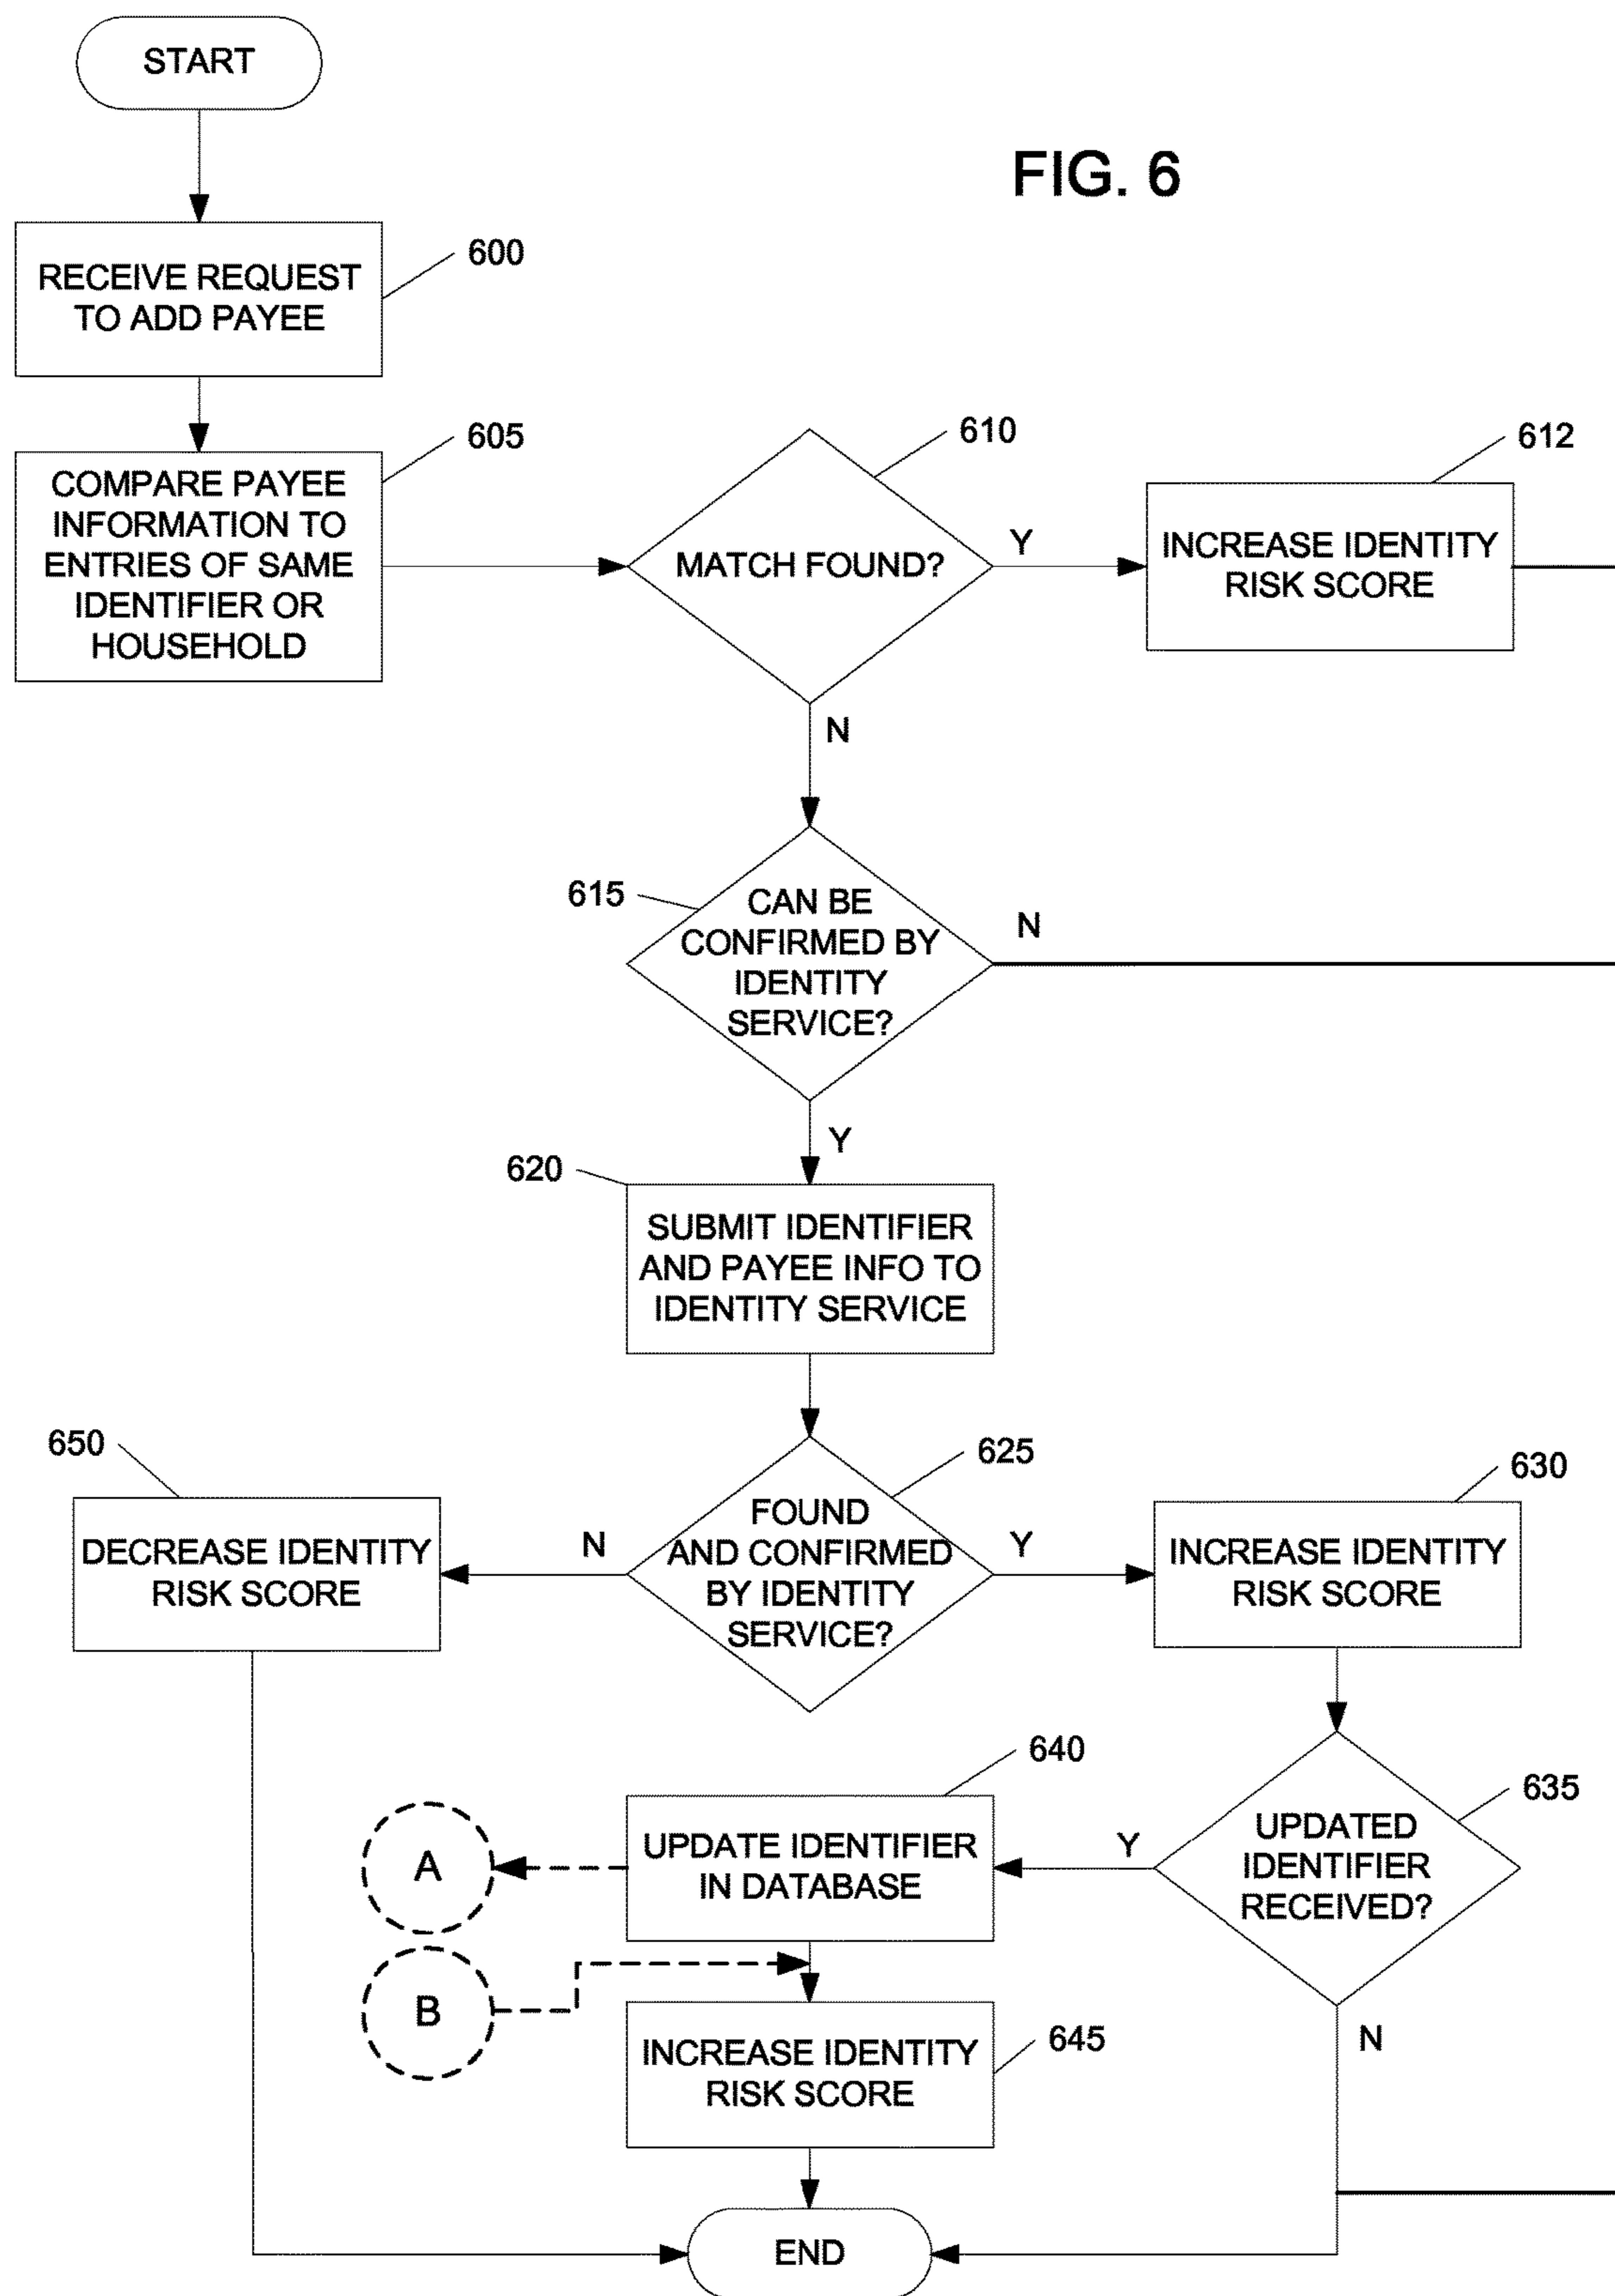 START
FIG. 6
600
RECEIVE REQUEST
TO ADD PAYEE
605
COMPARE PAYEE
INFORMATION TO
ENTRIES OF SAME
IDENTIFIER OR
HOUSEHOLD
610
MATCH FOUND?
Y
612
INCREASE IDENTITY
RISK SCORE
N
615
CAN BE
CONFIRMED BY
IDENTITY
SERVICE?
N
Y
620
SUBMIT IDENTIFIER
AND PAYEE INFO TO
IDENTITY SERVICE
650
DECREASE IDENTITY
RISK SCORE
N
625
FOUND
AND CONFIRMED
BY IDENTITY
SERVICE?
Y
630
INCREASE IDENTITY
RISK SCORE
635
UPDATED
IDENTIFIER
RECEIVED?
Y
N
640
UPDATE IDENTIFIER
IN DATABASE
A
B
645
INCREASE IDENTITY
RISK SCORE
END